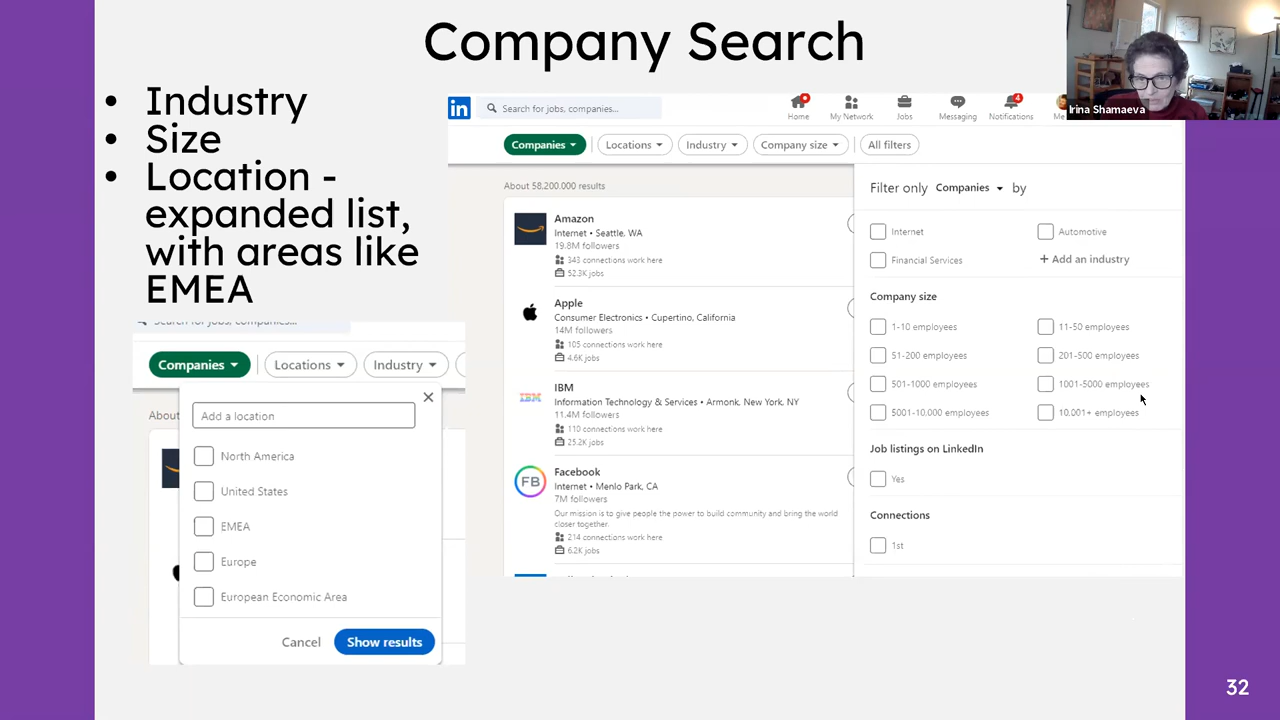 Company Search
• Industry
• Size
• Location -
expanded list,
with areas like
EMEA
Irina Shamaeva
in
Search for jobs, companies...
Home
My Network
Jobs
Messaging
4
Notifications
Me
Companies
Locations
Industry
Company size
All filters
About 58,200,000 results
Amazon
Internet • Seattle, WA
19.8M followers
343 connections work here
52.3K jobs
Apple
Consumer Electronics • Cupertino, California
14M followers
105 connections work here
4.6K jobs
IBM
IBM
Information Technology & Services • Armonk, New York, NY
11.4M followers
110 connections work here
25.2K jobs
FB
Facebook
Internet • Menlo Park, CA
7M followers
Our mission is to give people the power to build community and bring the world
closer together.
214 connections work here
6.2K jobs
Filter only Companies by
Internet
Automotive
Financial Services
+ Add an industry
Company size
1-10 employees
11-50 employees
51-200 employees
201-500 employees
501-1000 employees
1001-5000 employees
5001-10,000 employees
10,001+ employees
Job listings on LinkedIn
Yes
Connections
1st
Search for jobs, companies...
Companies
Locations
Industry
About
Add a location
North America
United States
EMEA
Europe
European Economic Area
Cancel
Show results
32